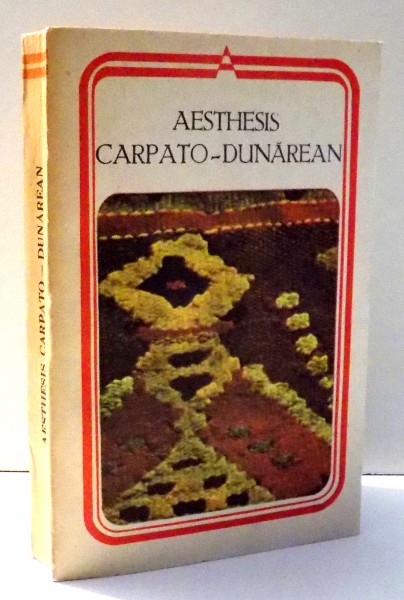 AESTHESIS
CARPATO-DUNĂREAN
AESTHESIS CARPATO - DUNĂREAN